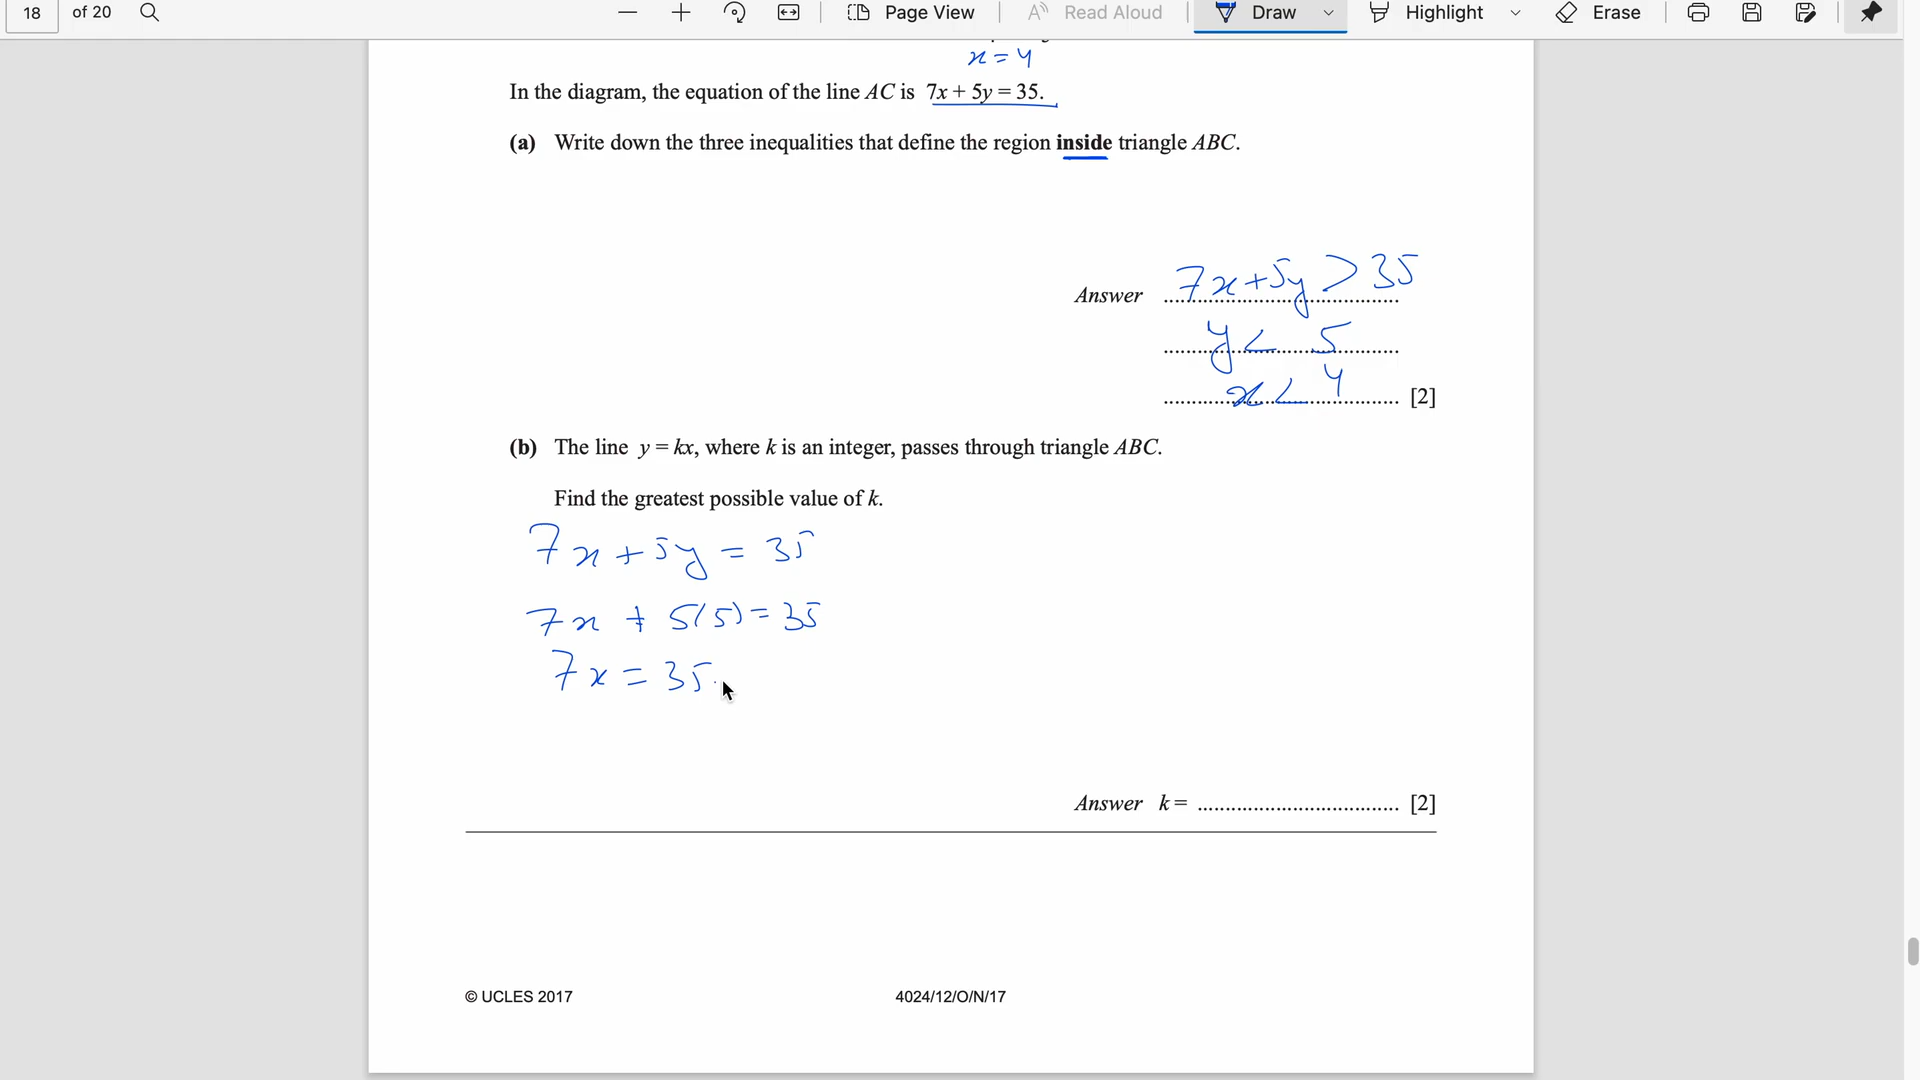 18 of 20 Page View Read Aloud Draw Highlight Erase
x = 4
In the diagram, the equation of the line AC is 7x + 5y = 35.
(a) Write down the three inequalities that define the region inside triangle ABC.
Answer 7x+5y > 35
y < 5
x < 4 [2]
(b) The line y = kx, where k is an integer, passes through triangle ABC.
Find the greatest possible value of k.
7x + 5y = 35
7x + 5(5) = 35
7x = 35
Answer k = .................................... [2]
© UCLES 2017 4024/12/O/N/17